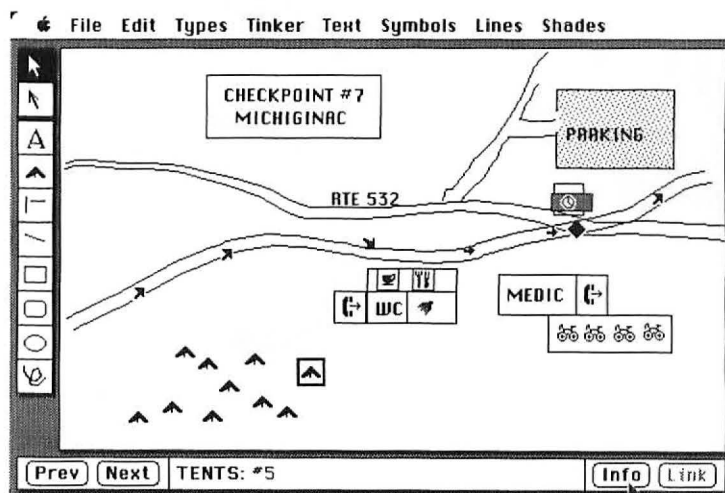 File Edit Types Tinker Text Symbols Lines Shades
CHECKPOINT #7
MICHIGINAC
PARKING
RTE 532
MEDIC
WC
A
Prev Next TENTS: #5 Info Link